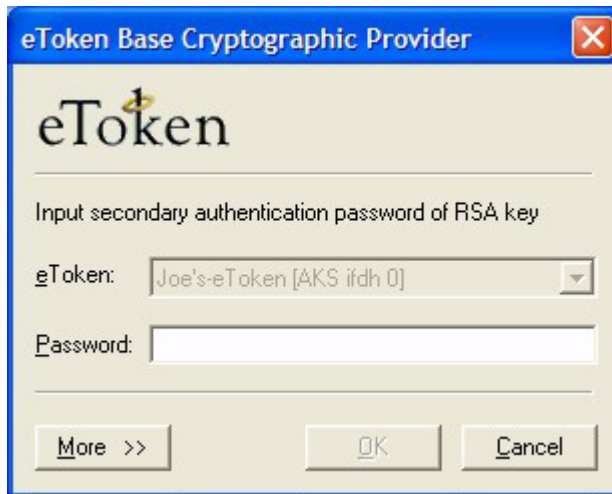 eToken Base Cryptographic Provider
eToken
Input secondary authentication password of RSA key
eToken: Joe's-eToken [AKS ifdh 0]
Password:
More >> OK Cancel